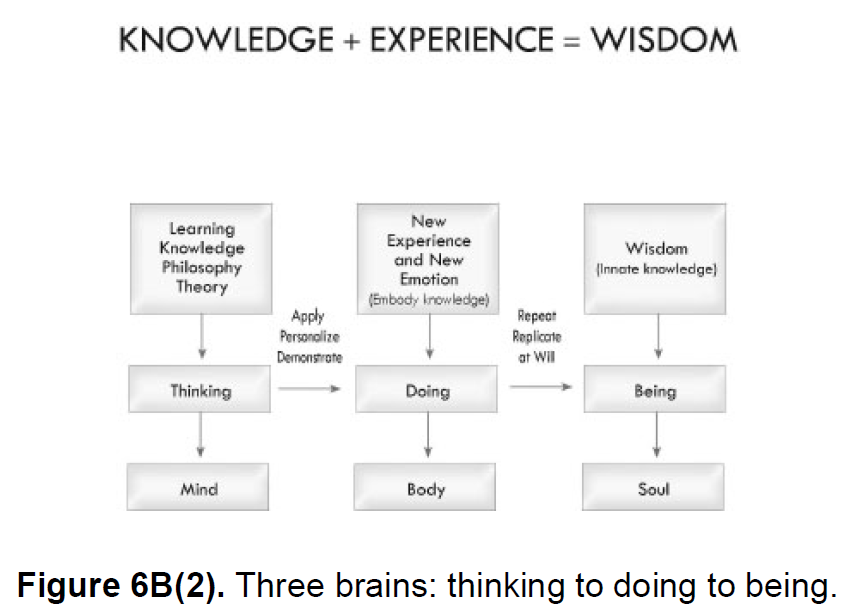 KNOWLEDGE + EXPERIENCE = WISDOM
Learning
Knowledge
Philosophy
Theory
New
Experience
and New
Emotion
(Embody knowledge)
Wisdom
(Innate knowledge)
Apply
Personalize
Demonstrate
Repeat
Replicate
at Will
Thinking
Doing
Being
Mind
Body
Soul
Figure 6B(2). Three brains: thinking to doing to being.